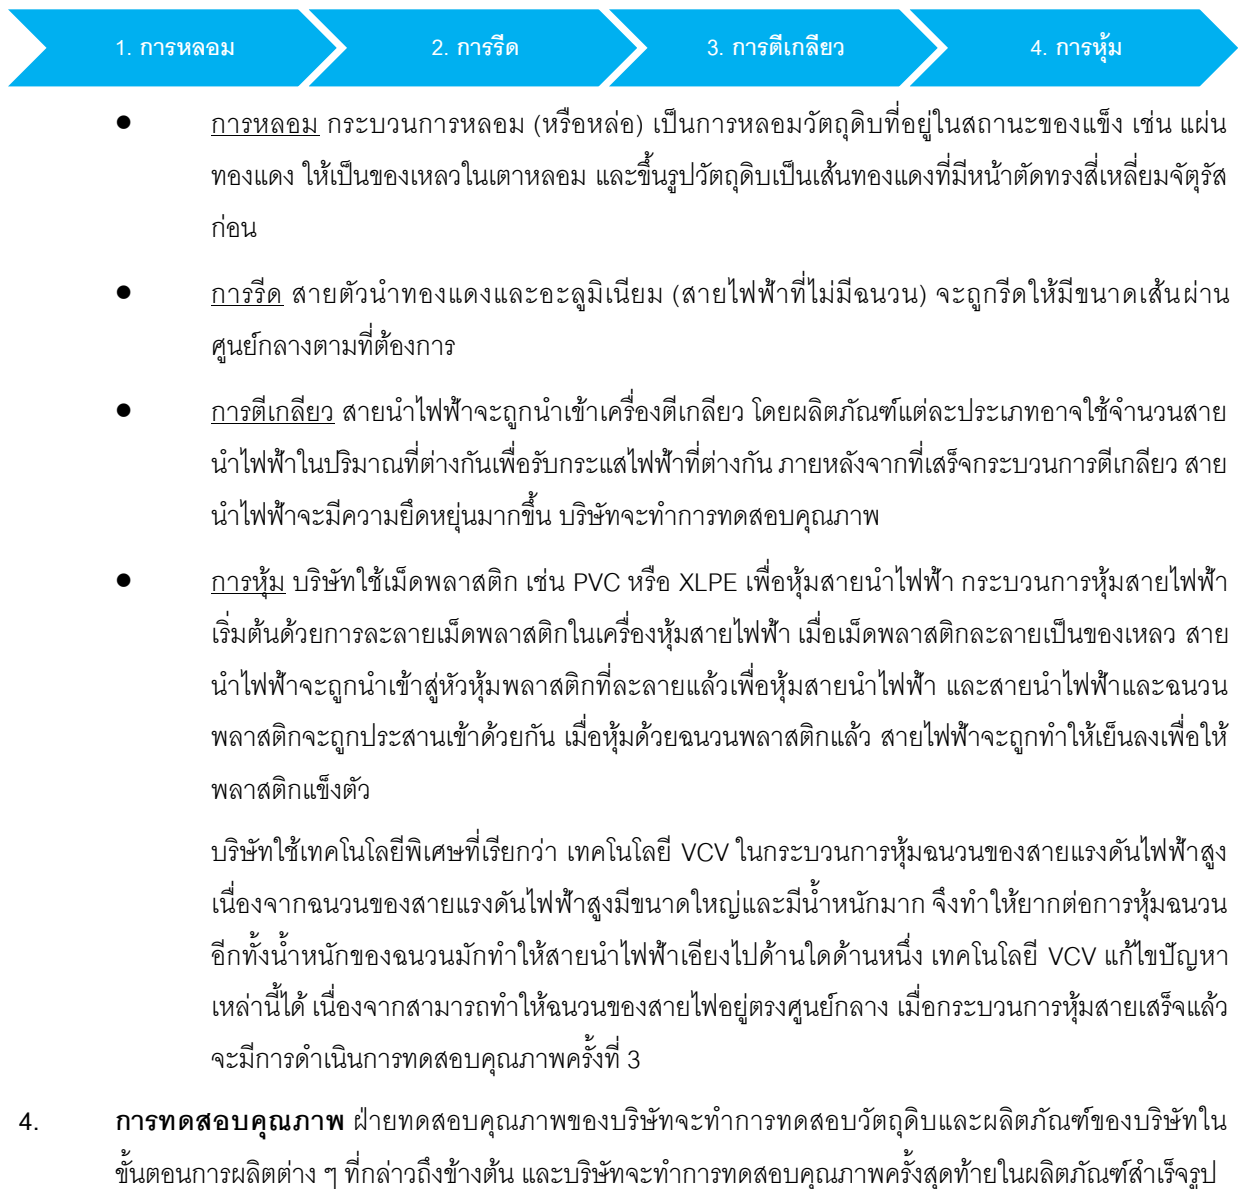 1. การหลอม 2. การรีด 3. การตีเกลียว 4. การหุ้ม
● การหลอม กระบวนการหลอม (หรือหล่อ) เป็นการหลอมวัตถุดิบที่อยู่ในสถานะของแข็ง เช่น แผ่น
ทองแดง ให้เป็นของเหลวในเตาหลอม และขึ้นรูปวัตถุดิบเป็นเส้นทองแดงที่มีหน้าตัดทรงสี่เหลี่ยมจัตุรัส
ก่อน
● การรีด สายตัวนำทองแดงและอะลูมิเนียม (สายไฟฟ้าที่ไม่มีฉนวน) จะถูกรีดให้มีขนาดเส้นผ่าน
ศูนย์กลางตามที่ต้องการ
● การตีเกลียว สายนำไฟฟ้าจะถูกนำเข้าเครื่องตีเกลียว โดยผลิตภัณฑ์แต่ละประเภทอาจใช้จำนวนสาย
นำไฟฟ้าในปริมาณที่ต่างกันเพื่อรับกระแสไฟฟ้าที่ต่างกัน ภายหลังจากที่เสร็จกระบวนการตีเกลียว สาย
นำไฟฟ้าจะมีความยืดหยุ่นมากขึ้น บริษัทจะทำการทดสอบคุณภาพ
● การหุ้ม บริษัทใช้เม็ดพลาสติก เช่น PVC หรือ XLPE เพื่อหุ้มสายนำไฟฟ้า กระบวนการหุ้มสายไฟฟ้า
เริ่มต้นด้วยการละลายเม็ดพลาสติกในเครื่องหุ้มสายไฟฟ้า เมื่อเม็ดพลาสติกละลายเป็นของเหลว สาย
นำไฟฟ้าจะถูกนำเข้าสู่หัวหุ้มพลาสติกที่ละลายแล้วเพื่อหุ้มสายนำไฟฟ้า และสายนำไฟฟ้าและฉนวน
พลาสติกจะถูกประสานเข้าด้วยกัน เมื่อหุ้มด้วยฉนวนพลาสติกแล้ว สายไฟฟ้าจะถูกทำให้เย็นลงเพื่อให้
พลาสติกแข็งตัว
บริษัทใช้เทคโนโลยีพิเศษที่เรียกว่า เทคโนโลยี VCV ในกระบวนการหุ้มฉนวนของสายแรงดันไฟฟ้าสูง
เนื่องจากฉนวนของสายแรงดันไฟฟ้าสูงมีขนาดใหญ่และมีน้ำหนักมาก จึงทำให้ยากต่อการหุ้มฉนวน
อีกทั้งน้ำหนักของฉนวนมักทำให้สายนำไฟฟ้าเอียงไปด้านใดด้านหนึ่ง เทคโนโลยี VCV แก้ไขปัญหา
เหล่านี้ได้ เนื่องจากสามารถทำให้ฉนวนของสายไฟอยู่ตรงศูนย์กลาง เมื่อกระบวนการหุ้มสายเสร็จแล้ว
จะมีการดำเนินการทดสอบคุณภาพครั้งที่ 3
4. การทดสอบคุณภาพ ฝ่ายทดสอบคุณภาพของบริษัทจะทำการทดสอบวัตถุดิบและผลิตภัณฑ์ของบริษัทใน
ขั้นตอนการผลิตต่าง ๆ ที่กล่าวถึงข้างต้น และบริษัทจะทำการทดสอบคุณภาพครั้งสุดท้ายในผลิตภัณฑ์สำเร็จรูป